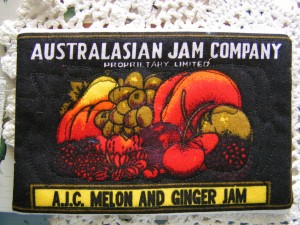 AUSTRALASIAN JAM COMPANY
PROPRIETARY LIMITED
A.J.C. MELON AND GINGER JAM